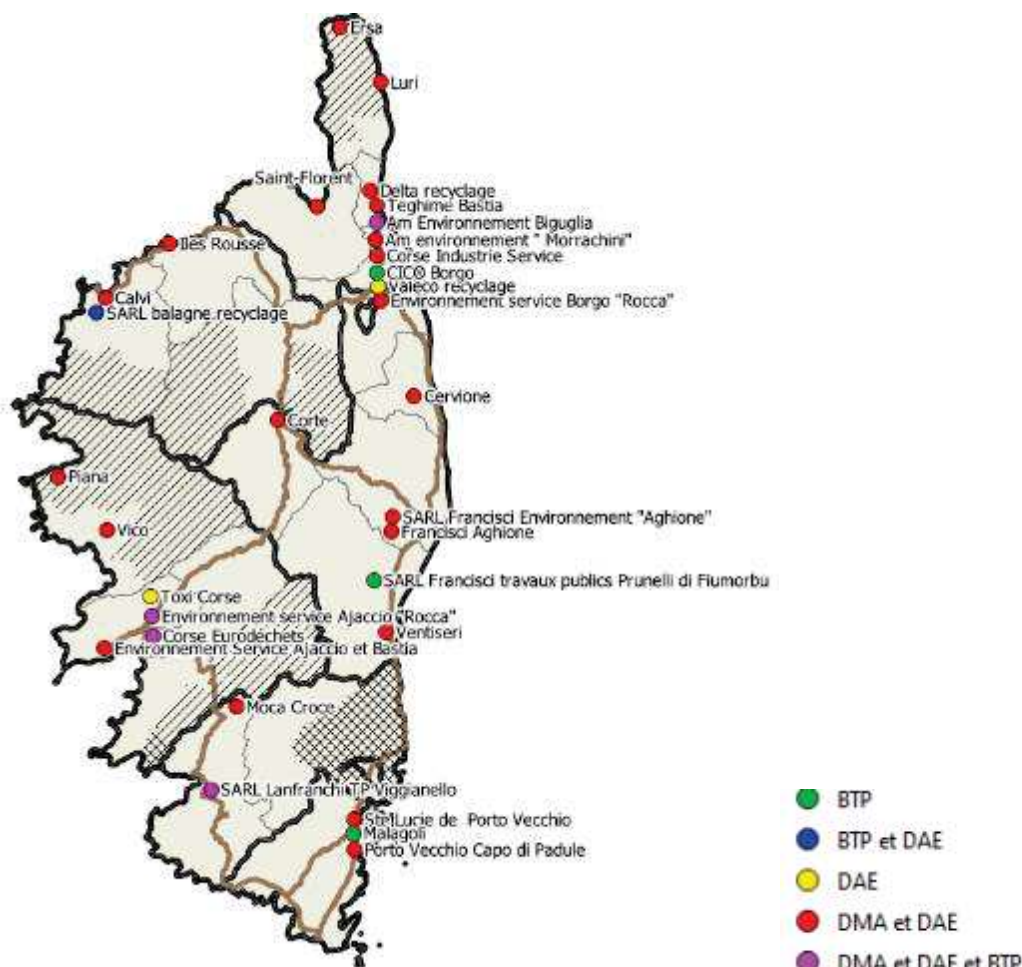 Ersa
Luri
Saint-Florent
Delta recyclage
Teghime Bastia
Am Environnement Biguglia
Am environnement " Morrachini"
Iles Rousse
Corse Industrie Service
CICO Borgo
Valeco recyclage
Calvi
Environnement service Borgo "Rocca"
SARL balagne recyclage
Cervione
Corte
Piana
SARL Francisci Environnement "Aghione"
Vico
Francisci Aghione
SARL Francisci travaux publics Prunelli di Fiumorbu
Toxi Corse
Environnement service Ajaccio "Rocca"
Ventiseri
Corse Eurodéchets
Environnement Service Ajaccio et Bastia
Moca Croce
SARL Lanfranchi TP Viggianello
Lucie de Porto Vecchio
Malagoli
Porto Vecchio Capo di Padule
BTP
BTP et DAE
DAE
DMA et DAE
DMA et DAE et BTP